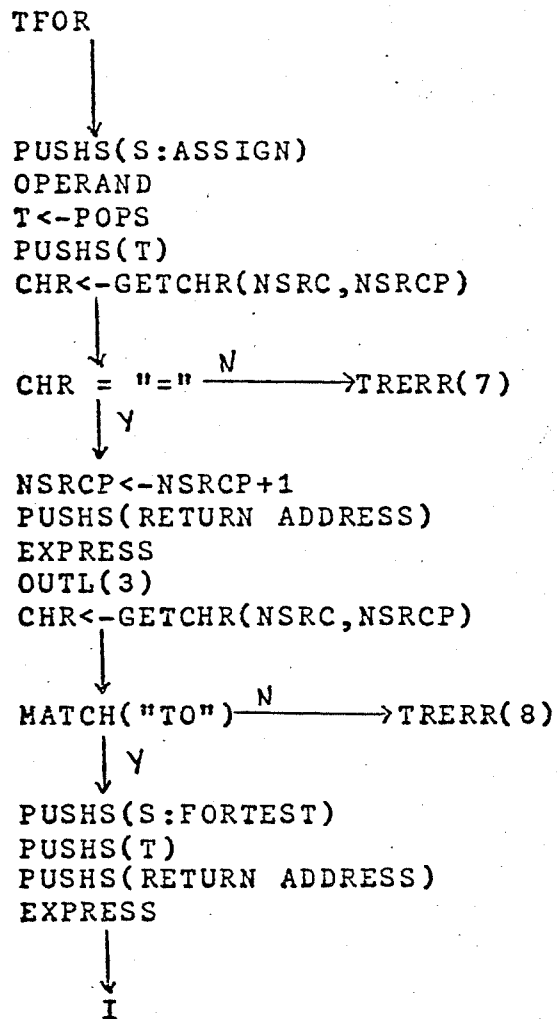 TFOR
PUSHS(S:ASSIGN)
OPERAND
T<-POPS
PUSHS(T)
CHR<-GETCHR(NSRC,NSRCP)
CHR = "=" N TRERR(7)
Y
NSRCP<-NSRCP+1
PUSHS(RETURN ADDRESS)
EXPRESS
OUTL(3)
CHR<-GETCHR(NSRC,NSRCP)
MATCH("TO") N TRERR(8)
Y
PUSHS(S:FORTEST)
PUSHS(T)
PUSHS(RETURN ADDRESS)
EXPRESS
I